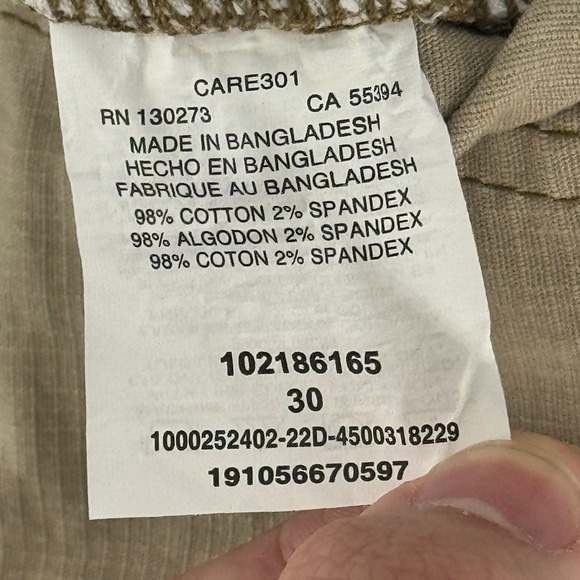 CARE301
RN 130273 CA 55394
MADE IN BANGLADESH
HECHO EN BANGLADESH
FABRIQUE AU BANGLADESH
98% COTTON 2% SPANDEX
98% ALGODON 2% SPANDEX
98% COTON 2% SPANDEX
102186165
30
1000252402-22D-4500318229
191056670597